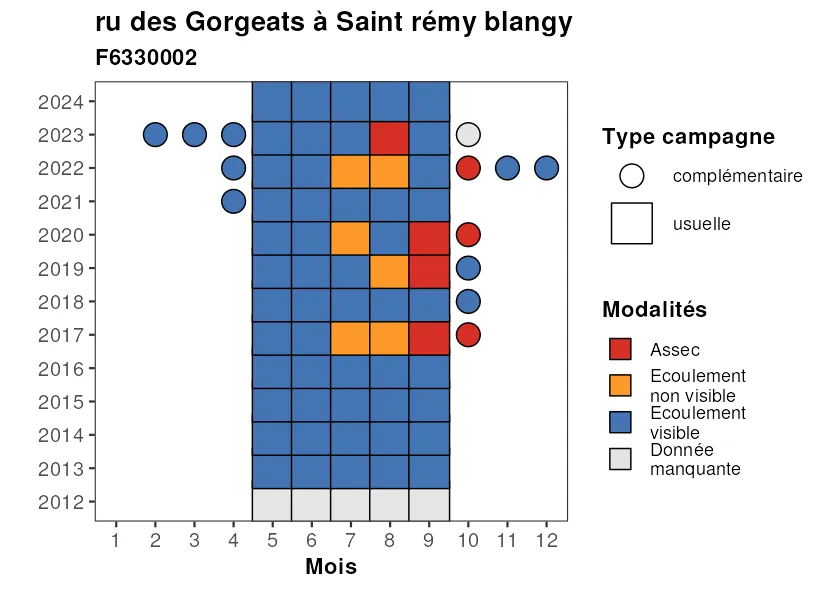 ru des Gorgeats à Saint rémy blangy
F6330002
2024
2023
2022
2021
2020
2019
2018
2017
2016
2015
2014
2013
2012
1 2 3 4 5 6 7 8 9 10 11 12
Mois
Type campagne
complémentaire
usuelle
Modalités
Assec
Ecoulement
non visible
Ecoulement
visible
Donnée
manquante